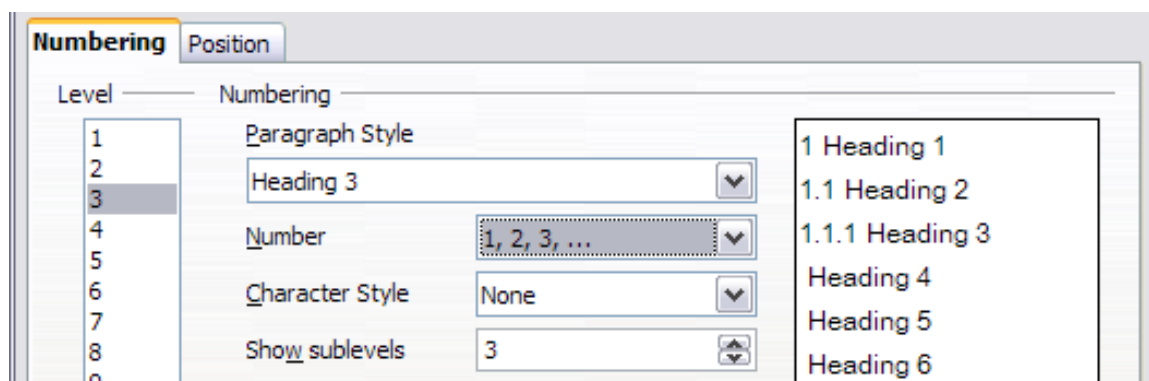 Numbering Position
Level Numbering
1
2
3
4
5
6
7
8
Paragraph Style
Heading 3
Number 1, 2, 3, ...
Character Style None
Show sublevels 3
1 Heading 1
1.1 Heading 2
1.1.1 Heading 3
Heading 4
Heading 5
Heading 6